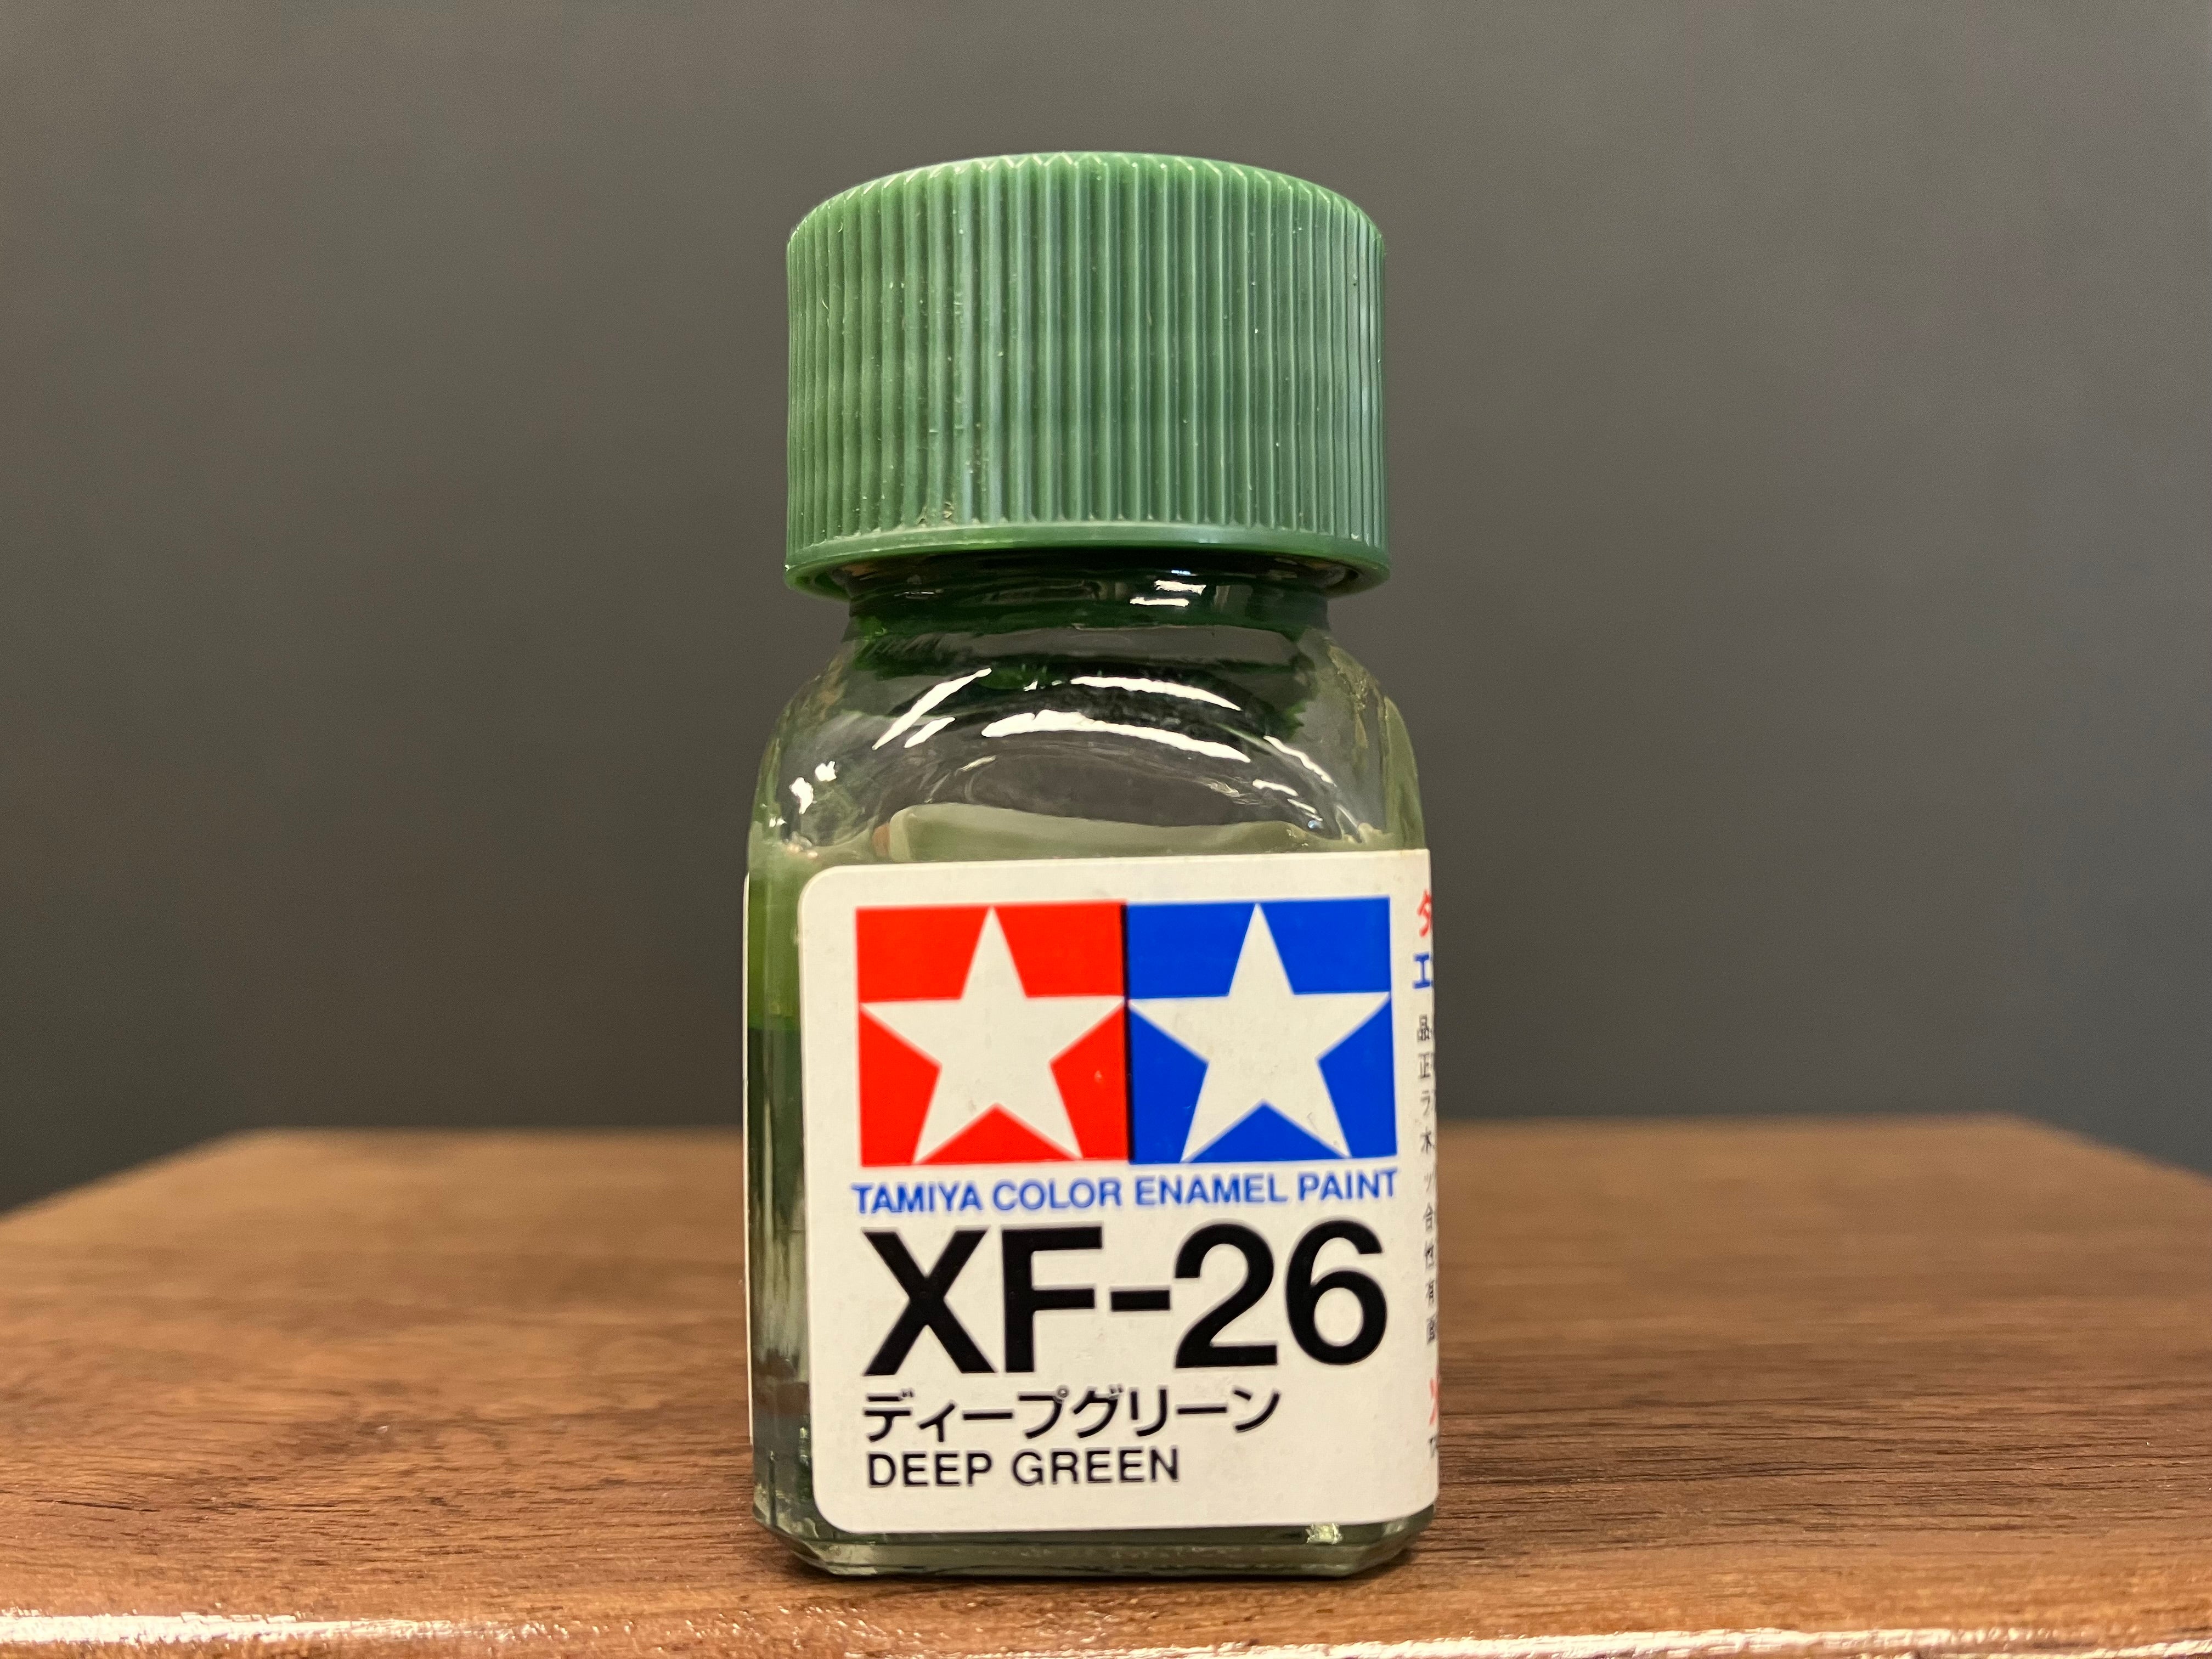 TAMIYA COLOR ENAMEL PAINT
XF-26
ディープグリーン
DEEP GREEN